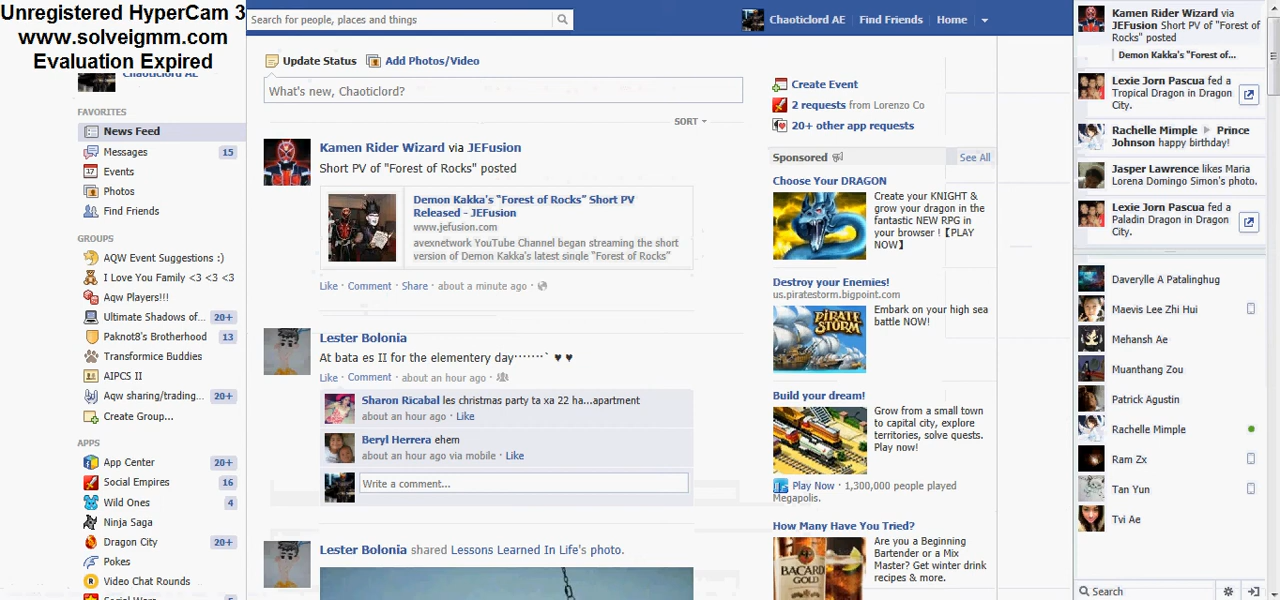 Unregistered HyperCam 3
www.solveigmm.com
Evaluation Expired
Chaoticlord AE
FAVORITES
News Feed
Messages 15
Events
Photos
Find Friends
GROUPS
AQW Event Suggestions :)
I Love You Family <3 <3 <3
Aqw Players!!!
Ultimate Shadows of... 20+
Paknot8's Brotherhood 13
Transformice Buddies
AIPCS II
Aqw sharing/trading... 20+
Create Group...
APPS
App Center 20+
Social Empires 16
Wild Ones 4
Ninja Saga
Dragon City 20+
Pokes
Video Chat Rounds
Social Wars 5
Search for people, places and things
Chaoticlord AE Find Friends Home
Update Status Add Photos/Video
What's new, Chaoticlord?
SORT
Kamen Rider Wizard via JEFusion
Short PV of "Forest of Rocks" posted
Demon Kakka's "Forest of Rocks" Short PV
Released - JEFusion
www.jefusion.com
avexnetwork YouTube Channel began streaming the short
version of Demon Kakka's latest single "Forest of Rocks"
Like · Comment · Share · about a minute ago ·
Lester Bolonia
At bata es II for the elementery day·······` ♥ ♥
Like · Comment · about an hour ago ·
Sharon Ricabal les christmas party ta xa 22 ha...apartment
about an hour ago · Like
Beryl Herrera ehem
about an hour ago via mobile · Like
Write a comment...
Lester Bolonia shared Lessons Learned In Life's photo.
Create Event
2 requests from Lorenzo Co
20+ other app requests
Sponsored See All
Choose Your DRAGON
Create your KNIGHT &
grow your dragon in the
fantastic NEW RPG in
your browser !【PLAY
NOW】
Destroy your Enemies!
us.piratestorm.bigpoint.com
PIRATE
STORM
Embark on your high sea
battle NOW!
Build your dream!
Grow from a small town
to capital city, explore
territories, solve quests.
Play now!
Play Now · 1,300,000 people played
Megapolis.
How Many Have You Tried?
BACARDI
GOLD
Are you a Beginning
Bartender or a Mix
Master? Get winter drink
recipes & more.
Kamen Rider Wizard via
JEFusion Short PV of "Forest of
Rocks" posted
Demon Kakka's "Forest of...
Lexie Jorn Pascua fed a
Tropical Dragon in Dragon
City.
Rachelle Mimple ▸ Prince
Johnson happy birthday!
Jasper Lawrence likes Maria
Lorena Domingo Simon's photo.
Lexie Jorn Pascua fed a
Paladin Dragon in Dragon
City.
Daverylle A Patalinghug
Maevis Lee Zhi Hui
Mehansh Ae
Muanthang Zou
Patrick Agustin
Rachelle Mimple
Ram Zx
Tan Yun
Tvi Ae
Search